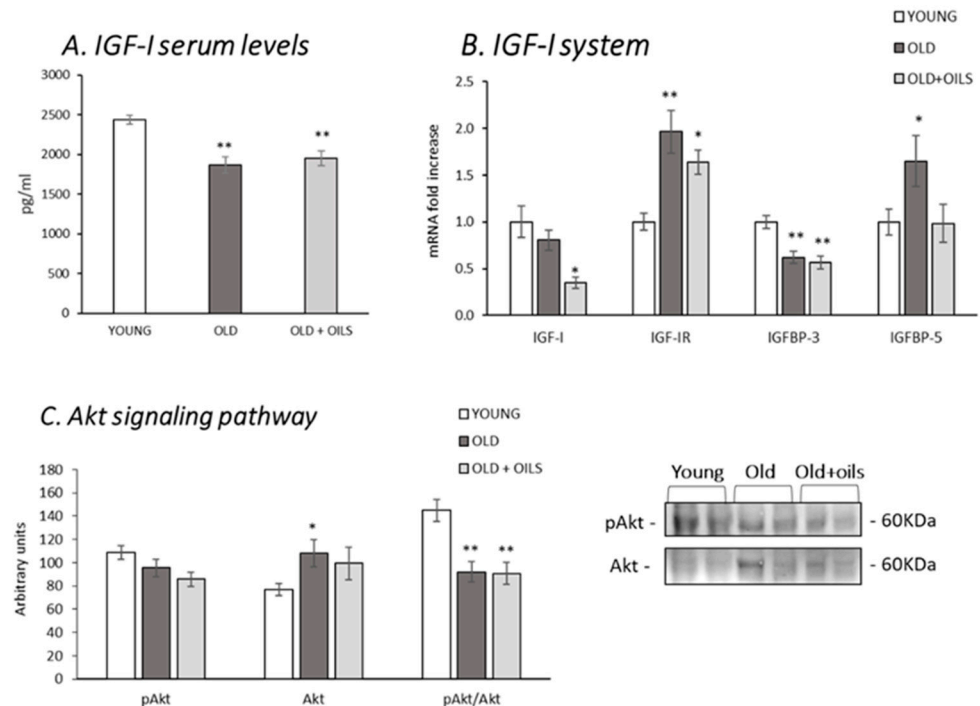 A. IGF-I serum levels
3000
2500
2000
1500
1000
500
0
pg/ml
**
**
YOUNG OLD OLD + OILS
B. IGF-I system
YOUNG
OLD
OLD+OILS
2.5
2.0
1.5
1.0
0.5
0.0
mRNA fold increase
*
**
*
**
**
*
IGF-I IGF-IR IGFBP-3 IGFBP-5
C. Akt signaling pathway
YOUNG
OLD
OLD + OILS
180
160
140
120
100
80
60
40
20
0
Arbitrary units
*
**
**
pAkt Akt pAkt/Akt
Young Old Old+oils
pAkt - - 60KDa
Akt - - 60KDa